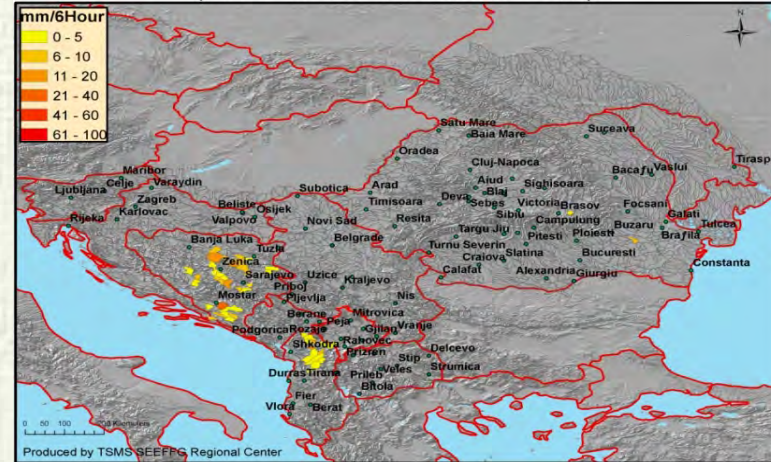 mm/6Hour
0 - 5
6 - 10
11 - 20
21 - 40
41 - 60
61 - 100
N
Satu Mare
Baia Mare
Suceava
Oradea
Cluj-Napoca
Tirasp
Maribor
Celje
Varaydin
Ljubljana
Zagreb
Karlovac
Rijeka
Beliste
Osijek
Valpovo
Subotica
Arad
Timisoara
Deva
Aiud
Blaj
Sebes
Sighisoara
Bacafu
Vaslui
Victoria
Brasov
Focsani
Novi Sad
Resita
Sibiu
Campulung
Galati
Banja Luka
Belgrade
Targu Jiu
Pitesti
Ploiesti
Buzaru
Brafila
Tulcea
Tuzla
Turnu Severin
Slatina
Bucuresti
Zenica
Craiova
Constanta
Sarajevo
Uzice
Kraljevo
Calafat
Alexandria
Giurgiu
Priboj
Mostar
Pljevlja
Nis
Berane
Mitrovica
Podgorica
Rozaje
Peja
Gjilan
Vranje
Rahovec
Shkodra
Prizren
Stip
Delcevo
Durras
Tirana
Prileb
Veles
Strumica
Fier
Bitola
Vlora
Berat
0 50 100
Produced by TSMS SEEFFG Regional Center